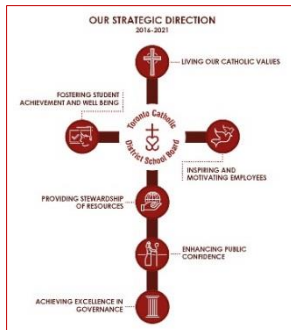 OUR STRATEGIC DIRECTION
2016-2021
LIVING OUR CATHOLIC VALUES
FOSTERING STUDENT
ACHIEVEMENT AND WELL BEING
Toronto Catholic
District School Board
INSPIRING AND
MOTIVATING EMPLOYEES
PROVIDING STEWARDSHIP
OF RESOURCES
ENHANCING PUBLIC
CONFIDENCE
ACHIEVING EXCELLENCE IN
GOVERNANCE